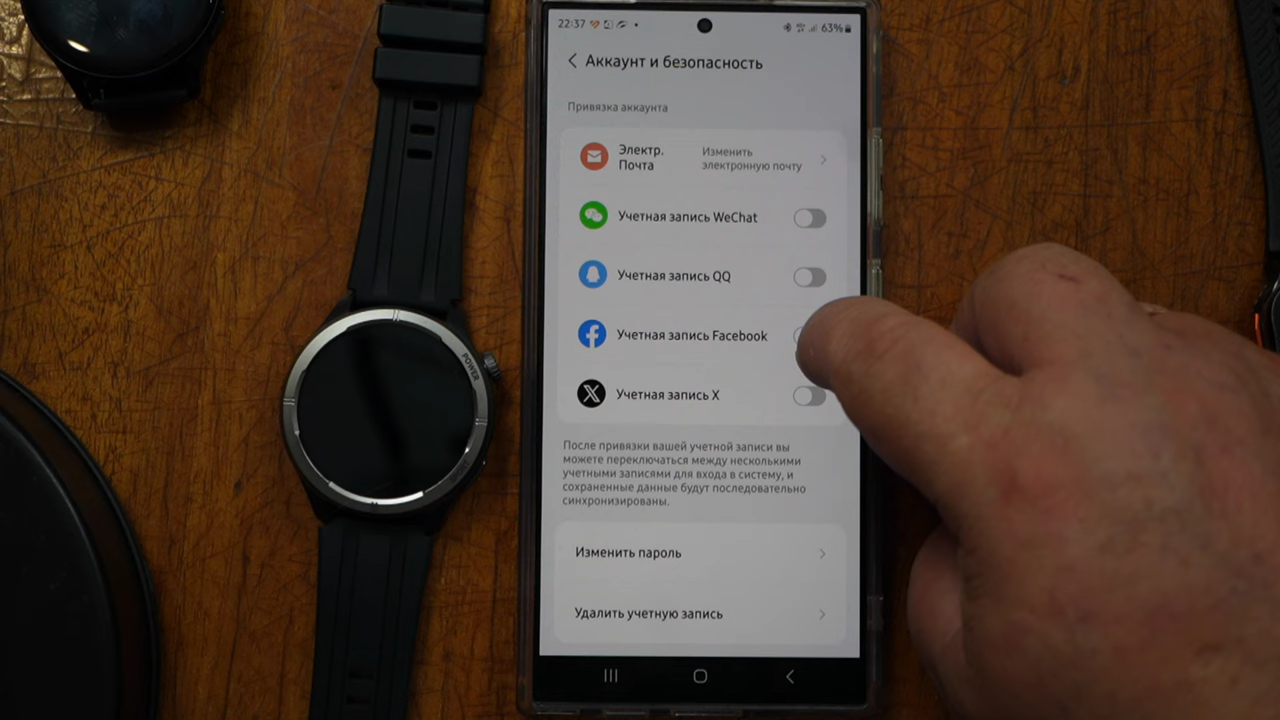 22:37
63%
Аккаунт и безопасность
Привязка аккаунта
Электр.
Почта
Изменить
электронную почту
Учетная запись WeChat
Учетная запись QQ
Учетная запись Facebook
Учетная запись X
После привязки вашей учетной записи вы
можете переключаться между несколькими
учетными записями для входа в систему, и
сохраненные данные будут последовательно
синхронизированы.
Изменить пароль
Удалить учетную запись
POWER